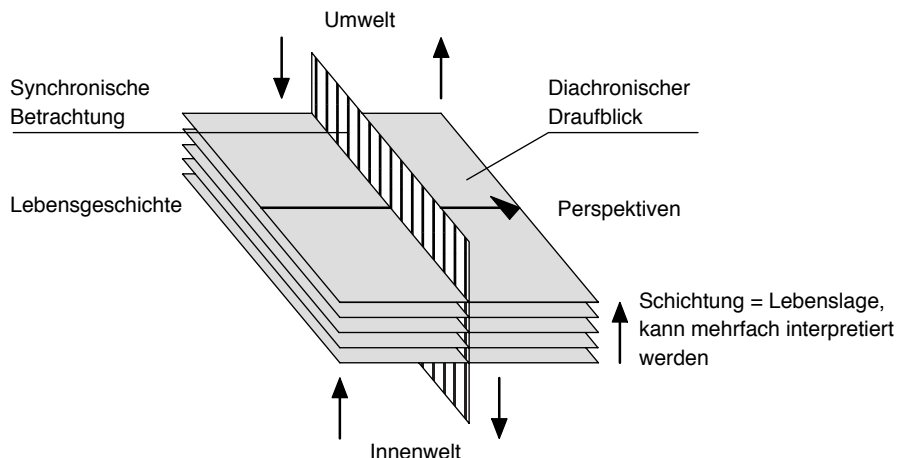 Umwelt
Synchronische
Betrachtung
Diachronischer
Draufblick
Lebensgeschichte
Perspektiven
Schichtung = Lebenslage,
kann mehrfach interpretiert
werden
Innenwelt